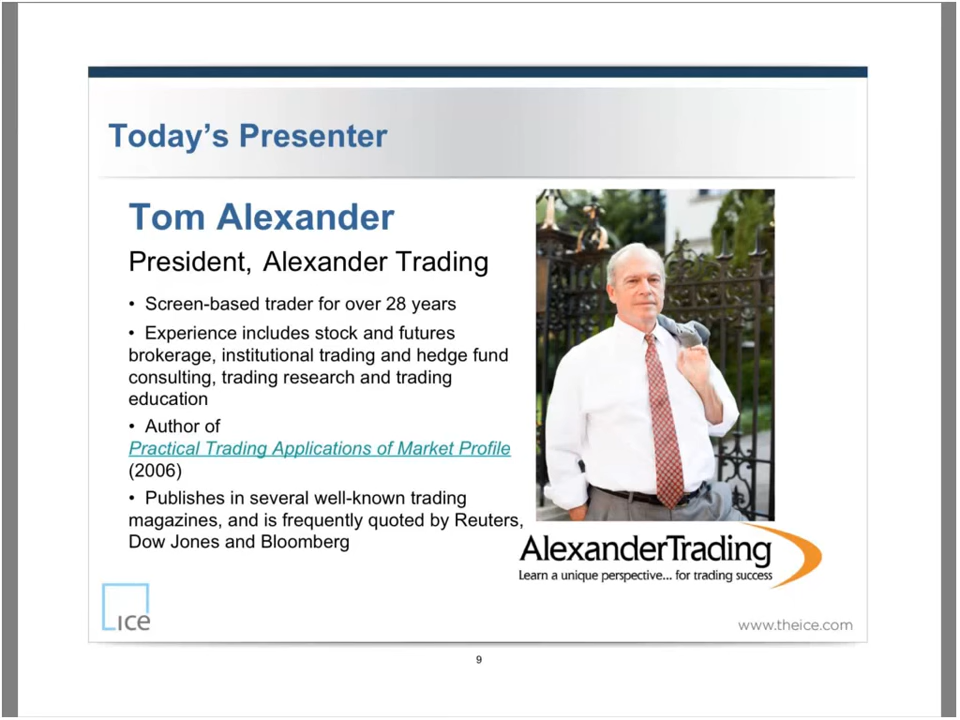 Today's Presenter
Tom Alexander
President, Alexander Trading
• Screen-based trader for over 28 years
• Experience includes stock and futures
brokerage, institutional trading and hedge fund
consulting, trading research and trading
education
• Author of
Practical Trading Applications of Market Profile
(2006)
• Publishes in several well-known trading
magazines, and is frequently quoted by Reuters,
Dow Jones and Bloomberg
AlexanderTrading
Learn a unique perspective... for trading success
ice
www.theice.com
9